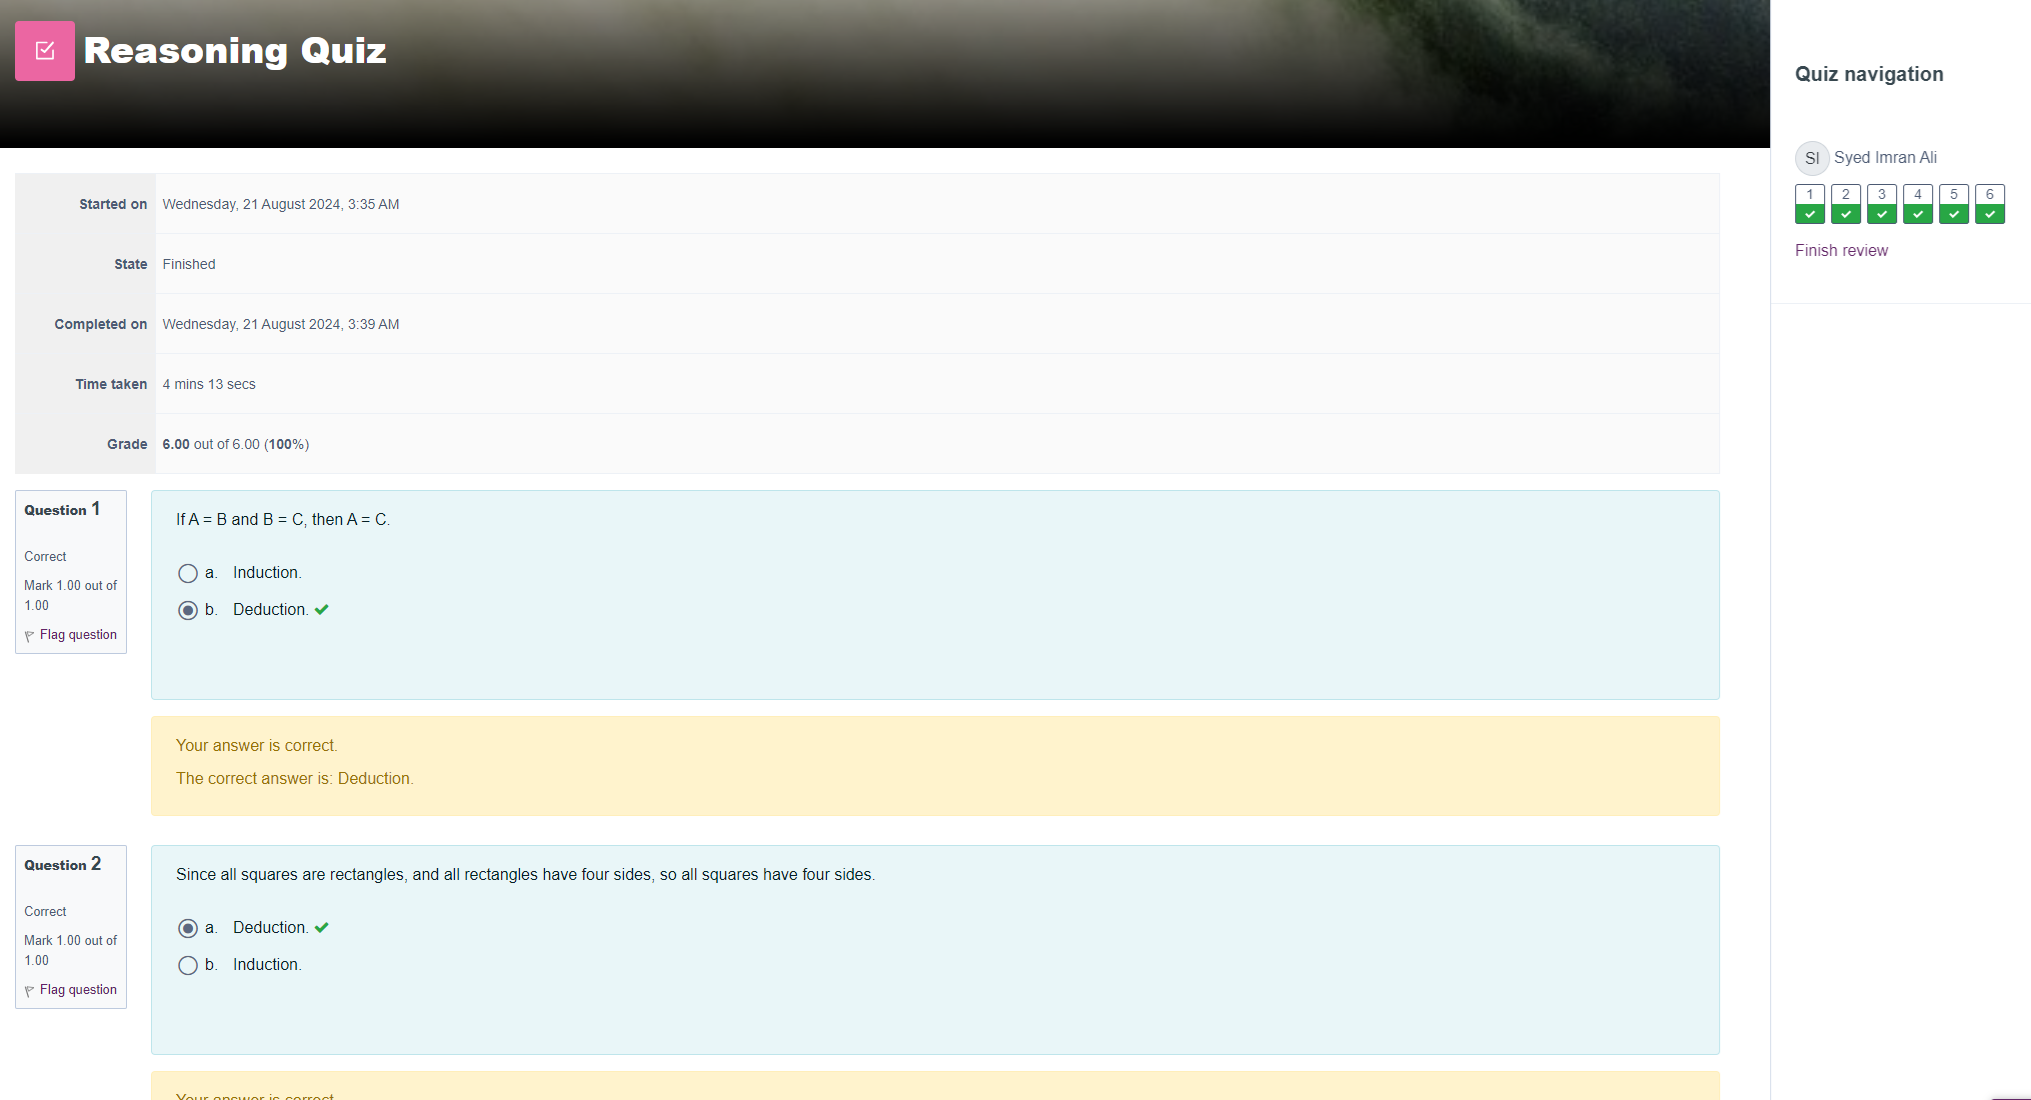 Reasoning Quiz
Started on Wednesday, 21 August 2024, 3:35 AM
State Finished
Completed on Wednesday, 21 August 2024, 3:39 AM
Time taken 4 mins 13 secs
Grade 6.00 out of 6.00 (100%)
Question 1
Correct
Mark 1.00 out of
1.00
Flag question
If A = B and B = C, then A = C.
a. Induction.
b. Deduction.
Your answer is correct.
The correct answer is: Deduction.
Question 2
Correct
Mark 1.00 out of
1.00
Flag question
Since all squares are rectangles, and all rectangles have four sides, so all squares have four sides.
a. Deduction.
b. Induction.
Your answer is correct.
Quiz navigation
SI Syed Imran Ali
1 2 3 4 5 6
Finish review